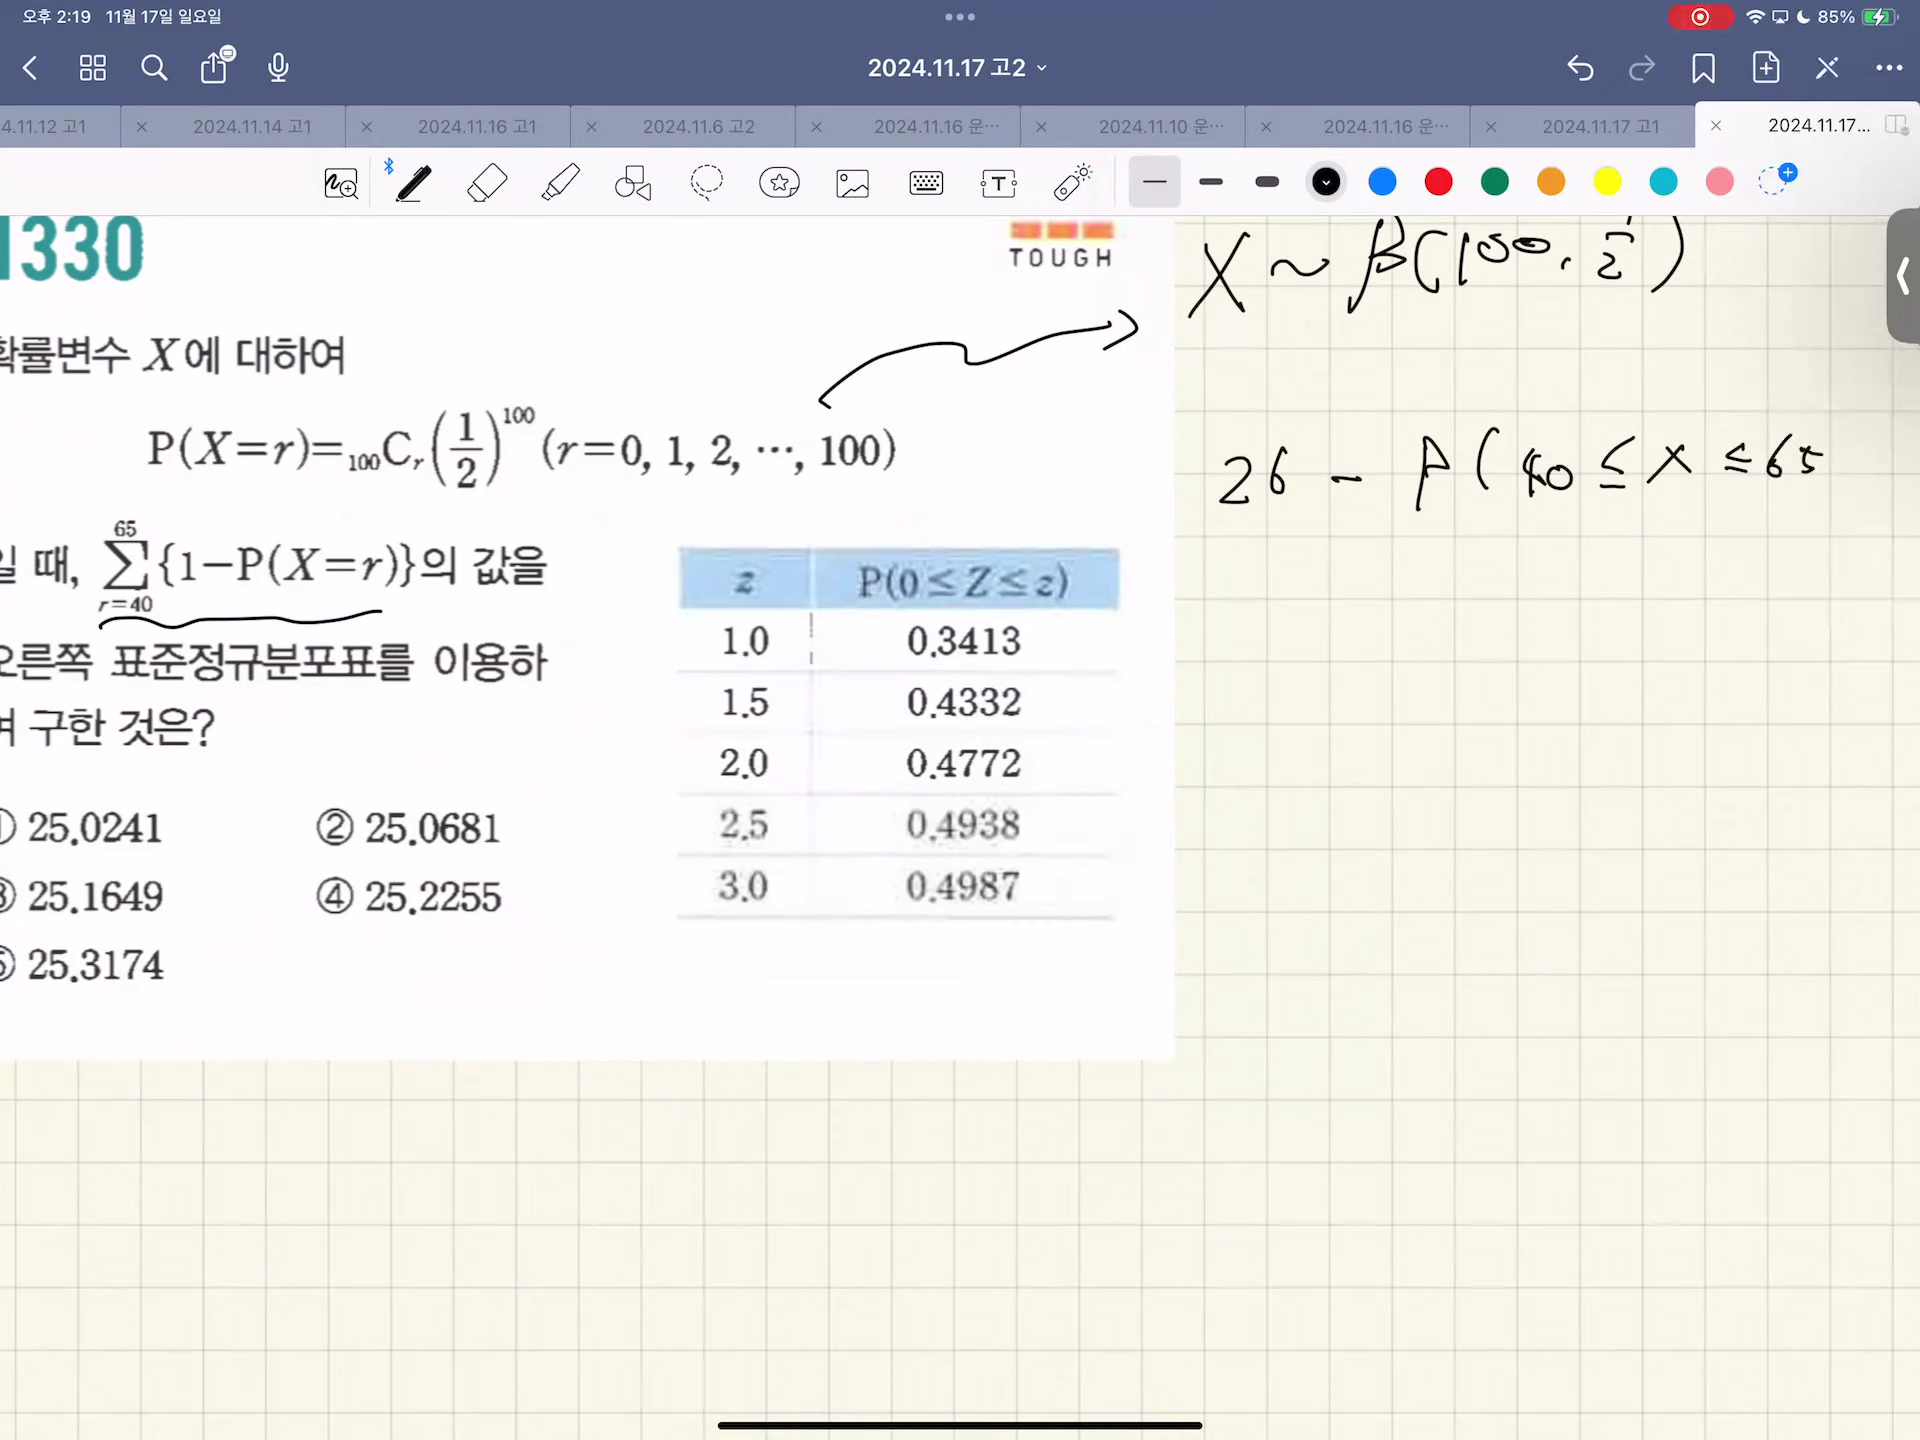 오후 2:19 11월 17일 일요일
85%
2024.11.17 고2
4.11.12 고1
2024.11.14 고1
2024.11.16 고1
2024.11.6 고2
2024.11.16 운…
2024.11.10 운…
2024.11.16 운…
2024.11.17 고1
2024.11.17...
1330
TOUGH
X ~ B(100, 1/2)
확률변수 X에 대하여
P(X=r)=₁₀₀Cᵣ(1/2)^100 (r=0, 1, 2, …, 100)
26 - P(40 ≤ X ≤ 65
일 때, ∑_{r=40}^{65} {1-P(X=r)}의 값을
오른쪽 표준정규분포표를 이용하
여 구한 것은?
① 25.0241 ② 25.0681
③ 25.1649 ④ 25.2255
⑤ 25.3174
z P(0≤Z≤z)
1.0 0.3413
1.5 0.4332
2.0 0.4772
2.5 0.4938
3.0 0.4987